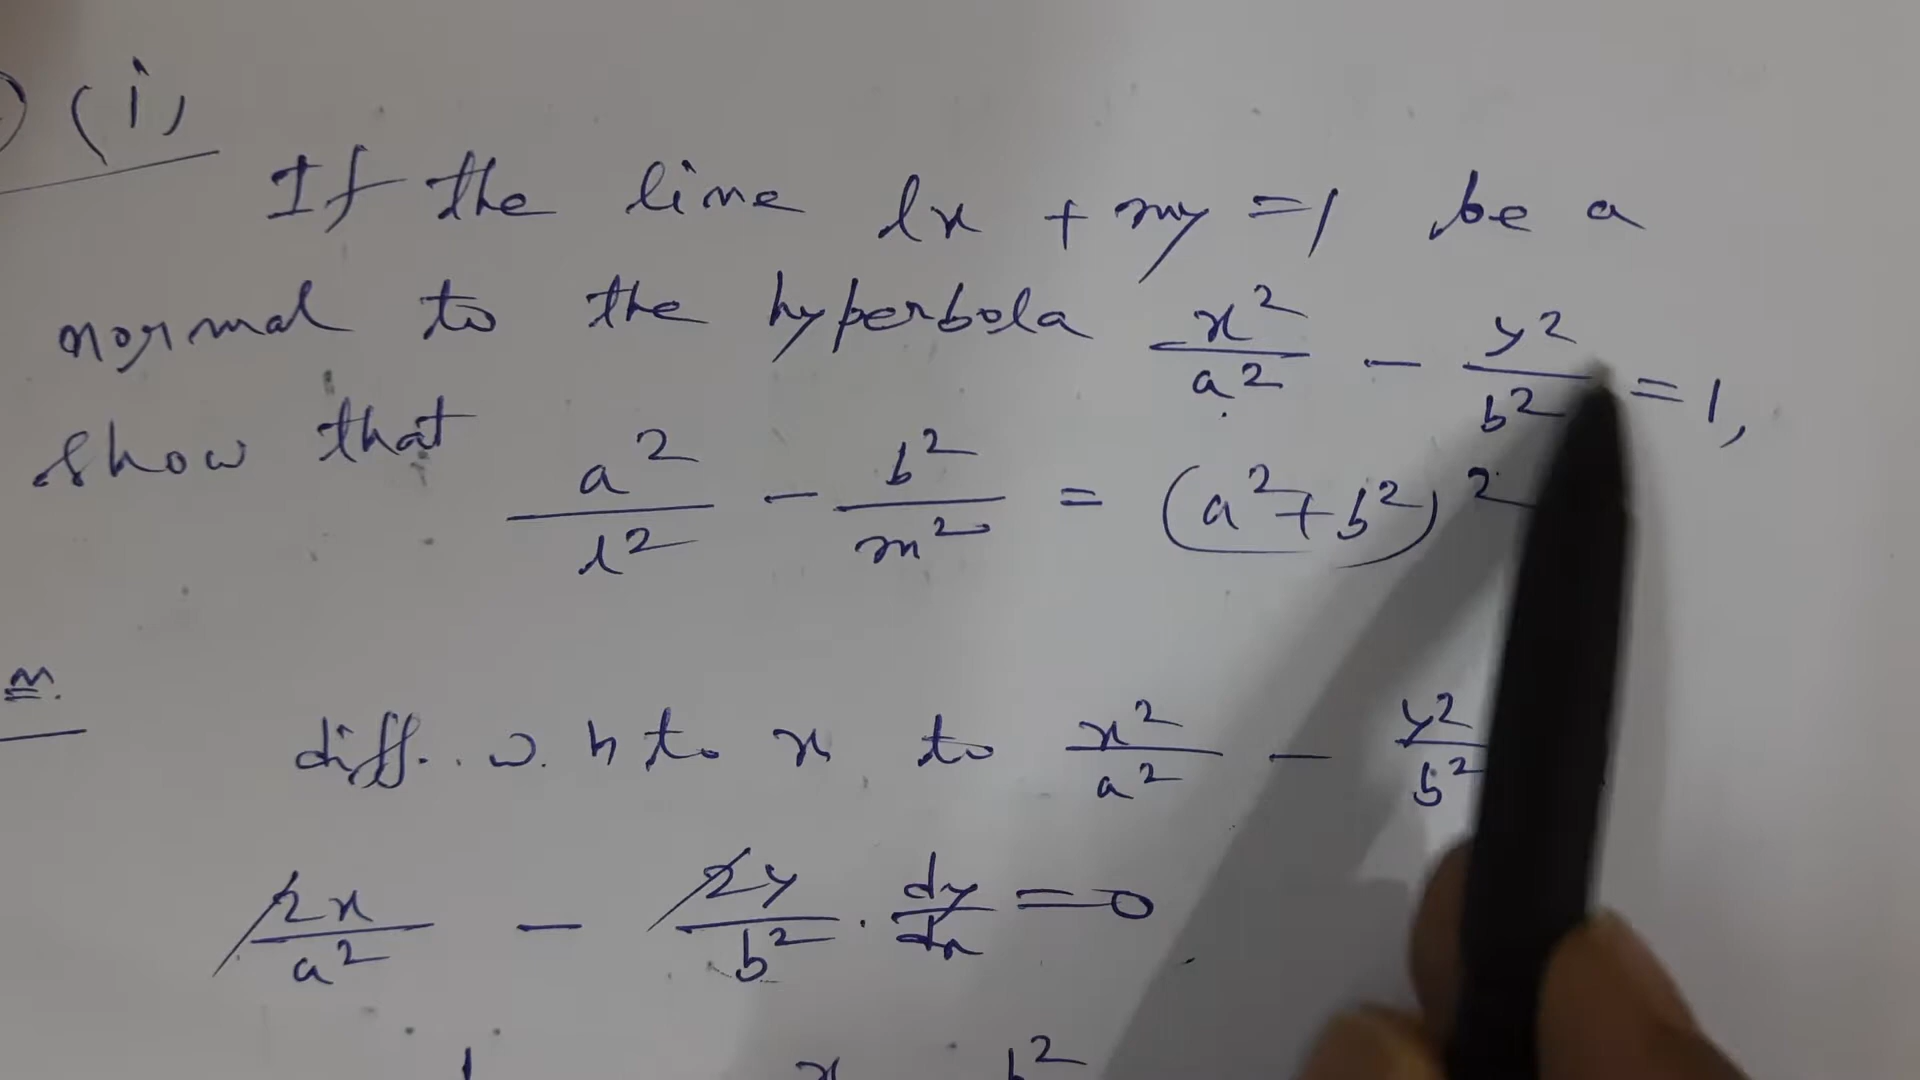 (i)
If the line lx + my = 1 be a
normal to the hyperbola x²/a² - y²/b² = 1,
show that a²/l² - b²/m² = (a²+b²)²
diff. w. r to x to x²/a² - y²/b²
2x/a² - 2y/b² . dy/dx = 0
x b²